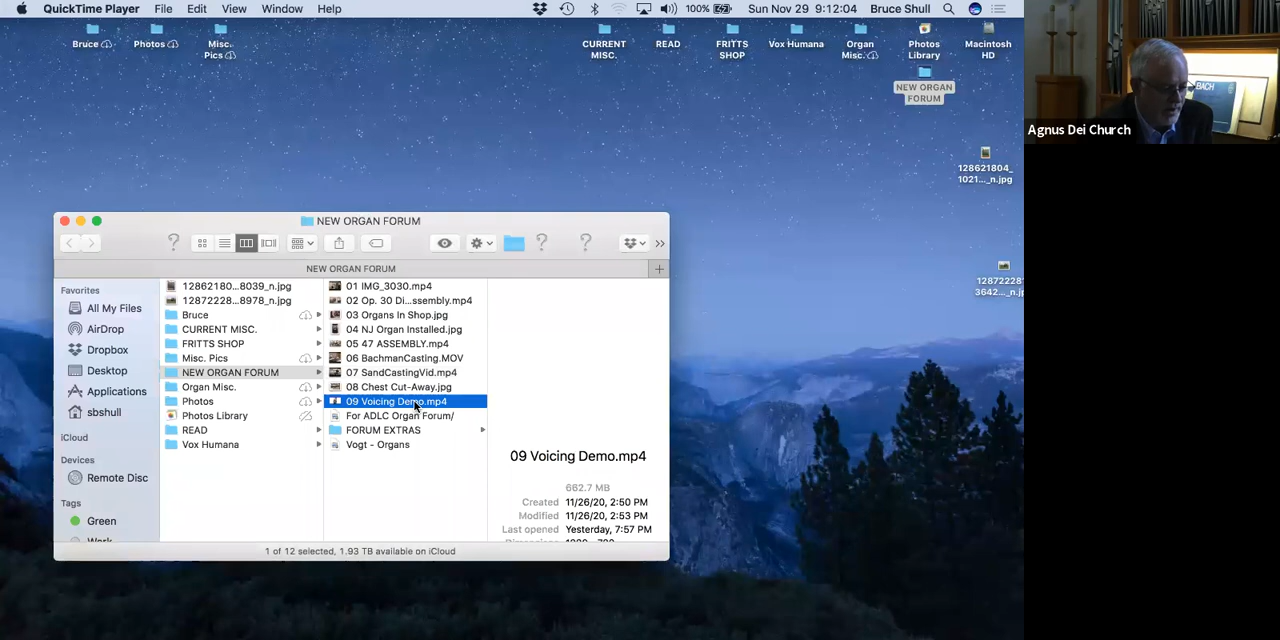 QuickTime Player File Edit View Window Help 100% Sun Nov 29 9:12:04 Bruce Shull
Bruce
Photos
Misc.
Pics
CURRENT
MISC.
READ
FRITTS
SHOP
Vox Humana
Organ
Misc.
Photos
Library
Macintosh
HD
NEW ORGAN
FORUM
BACH
Agnus Dei Church
128621804_
1021..._n.jpg
12872228
3642..._n.jp
NEW ORGAN FORUM
NEW ORGAN FORUM
Favorites
All My Files
AirDrop
Dropbox
Desktop
Applications
sbshull
iCloud
Devices
Remote Disc
Tags
Green
Work
12862180...8039_n.jpg
12872228...8978_n.jpg
Bruce
CURRENT MISC.
FRITTS SHOP
Misc. Pics
NEW ORGAN FORUM
Organ Misc.
Photos
Photos Library
READ
Vox Humana
01 IMG_3030.mp4
02 Op. 30 Di...ssembly.mp4
03 Organs In Shop.jpg
04 NJ Organ Installed.jpg
05 47 ASSEMBLY.mp4
06 BachmanCasting.MOV
07 SandCastingVid.mp4
08 Chest Cut-Away.jpg
09 Voicing Demo.mp4
For ADLC Organ Forum/
FORUM EXTRAS
Vogt - Organs
09 Voicing Demo.mp4
662.7 MB
Created 11/26/20, 2:50 PM
Modified 11/26/20, 2:53 PM
Last opened Yesterday, 7:57 PM
1 of 12 selected, 1.93 TB available on iCloud